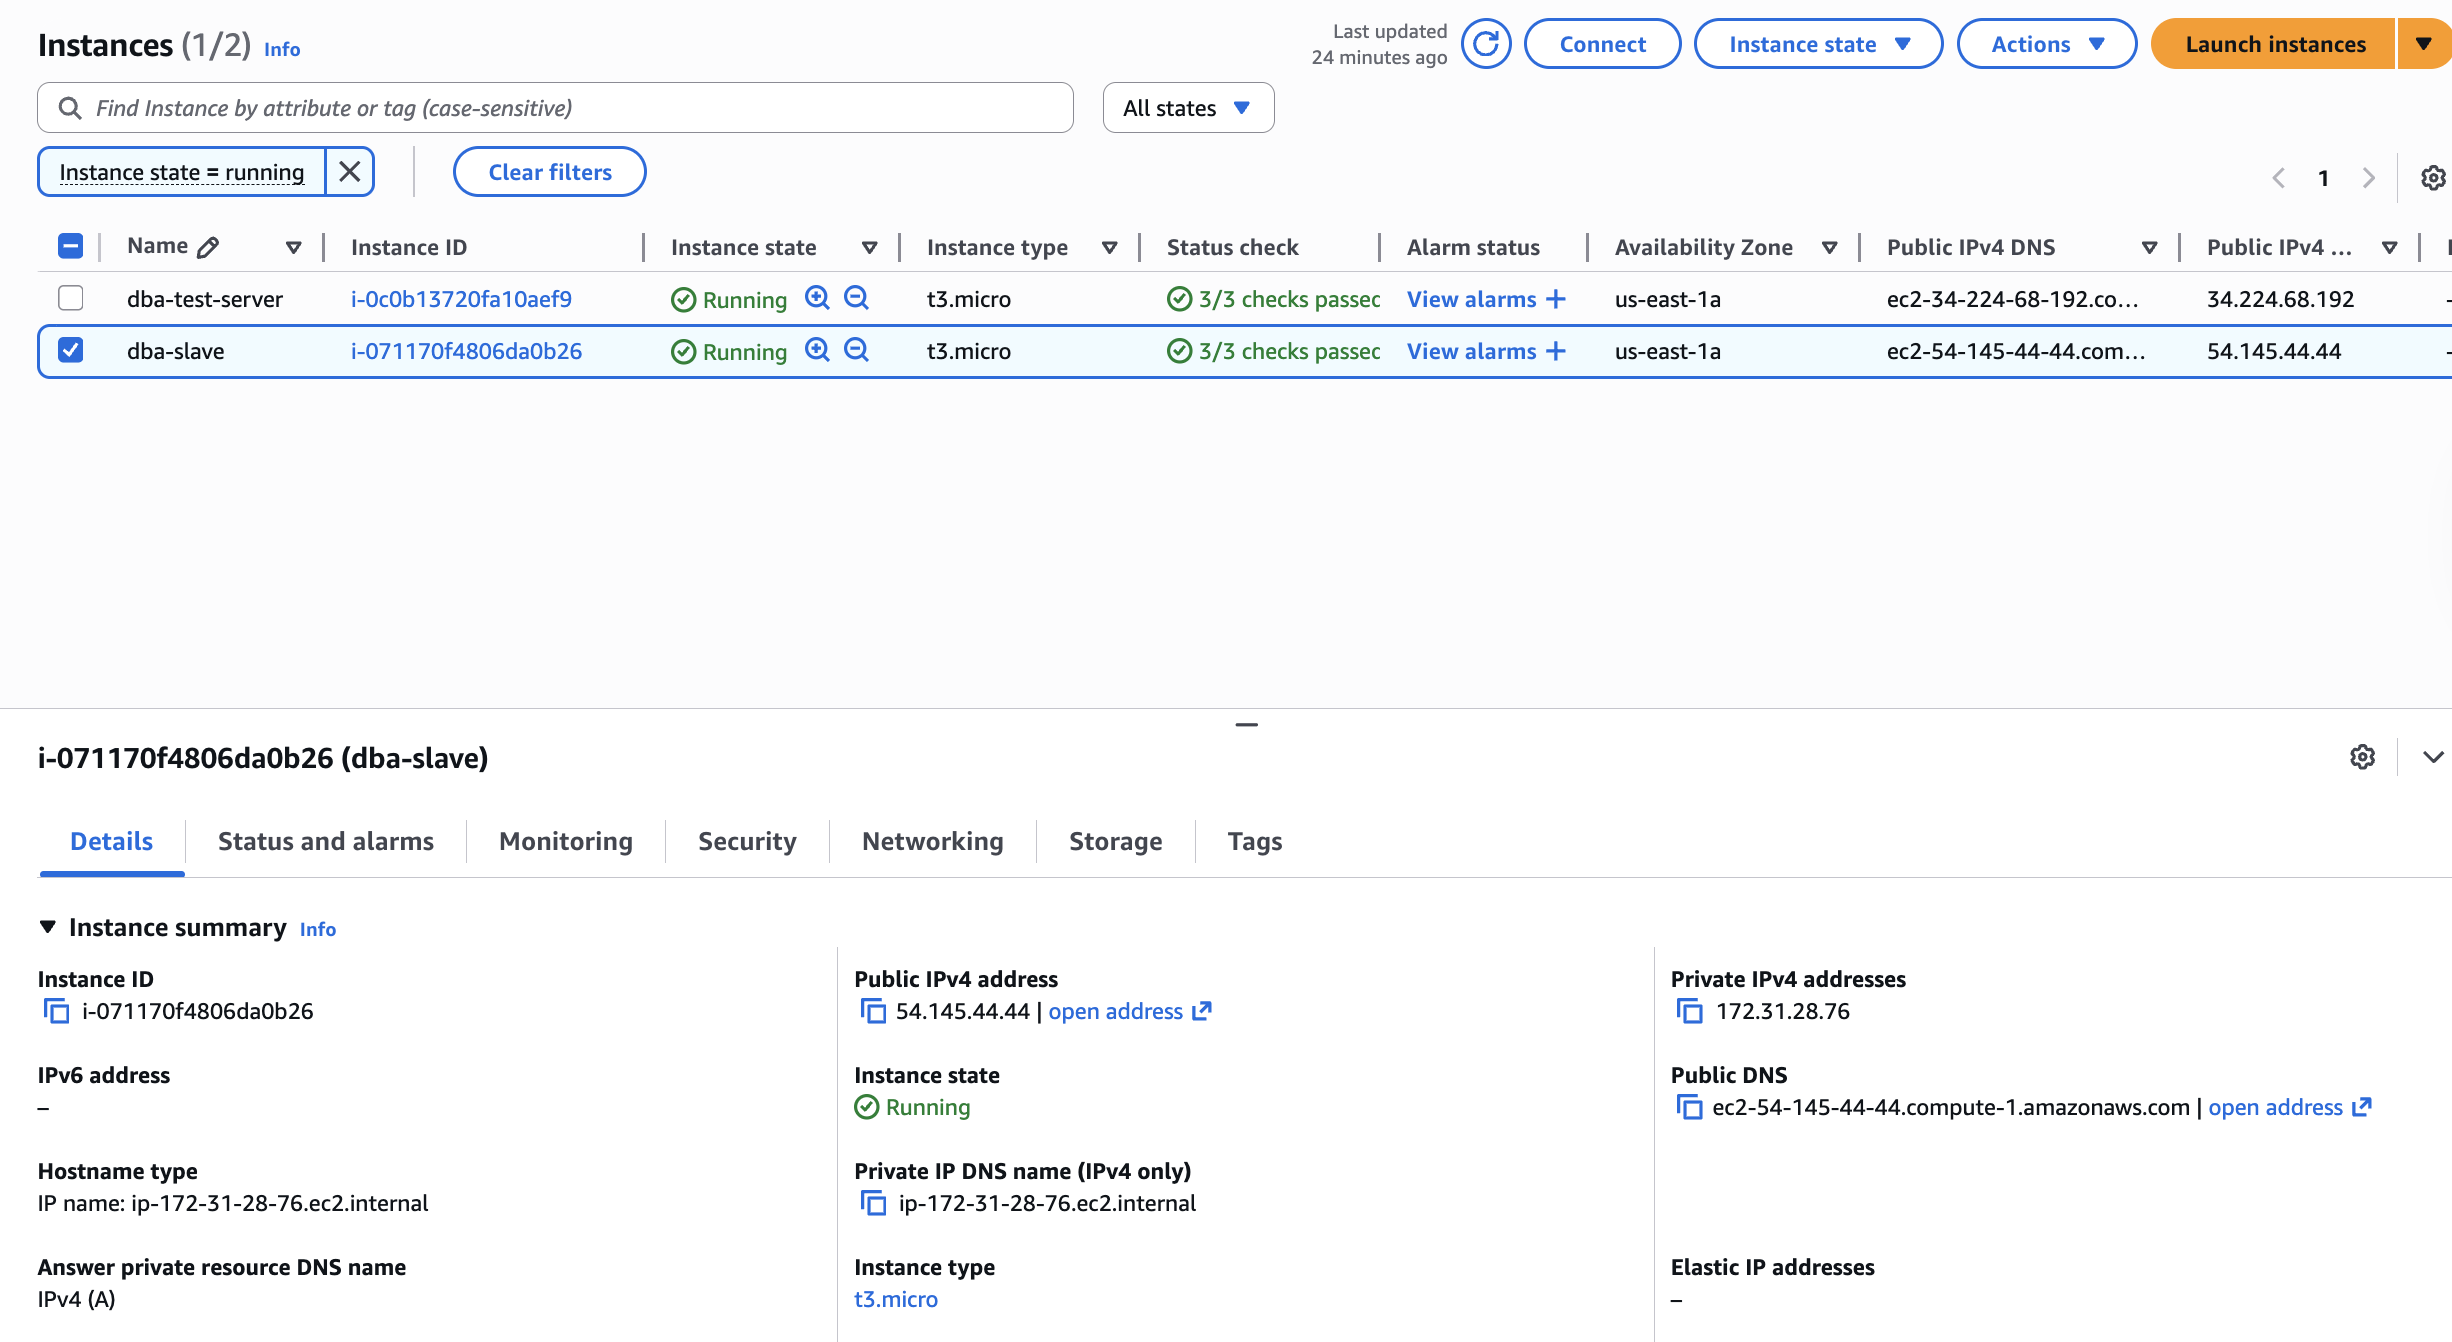 Instances (1/2) Info
Last updated
24 minutes ago
Connect
Instance state
Actions
Launch instances
Find Instance by attribute or tag (case-sensitive)
All states
Instance state = running
Clear filters
1
Name Instance ID Instance state Instance type Status check Alarm status Availability Zone Public IPv4 DNS Public IPv4 ...
dba-test-server i-0c0b13720fa10aef9 Running t3.micro 3/3 checks passec View alarms + us-east-1a ec2-34-224-68-192.co... 34.224.68.192 -
dba-slave i-071170f4806da0b26 Running t3.micro 3/3 checks passec View alarms + us-east-1a ec2-54-145-44-44.com... 54.145.44.44 -
i-071170f4806da0b26 (dba-slave)
Details Status and alarms Monitoring Security Networking Storage Tags
Instance summary Info
Instance ID
i-071170f4806da0b26
Public IPv4 address
54.145.44.44 | open address
Private IPv4 addresses
172.31.28.76
IPv6 address
–
Instance state
Running
Public DNS
ec2-54-145-44-44.compute-1.amazonaws.com | open address
Hostname type
IP name: ip-172-31-28-76.ec2.internal
Private IP DNS name (IPv4 only)
ip-172-31-28-76.ec2.internal
Answer private resource DNS name
IPv4 (A)
Instance type
t3.micro
Elastic IP addresses
–